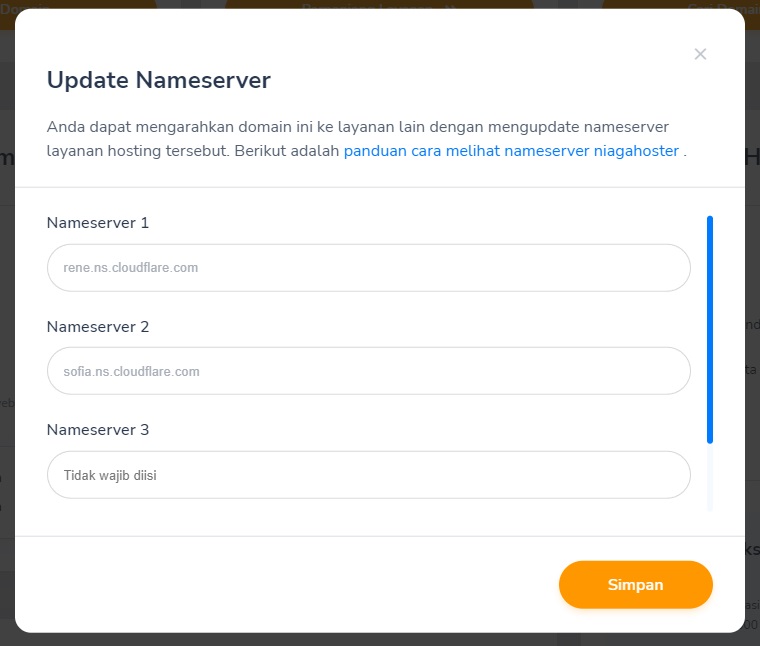 Update Nameserver
Anda dapat mengarahkan domain ini ke layanan lain dengan mengupdate nameserver
layanan hosting tersebut. Berikut adalah panduan cara melihat nameserver niagahoster .
Nameserver 1
rene.ns.cloudflare.com
Nameserver 2
sofia.ns.cloudflare.com
Nameserver 3
Tidak wajib diisi
Simpan